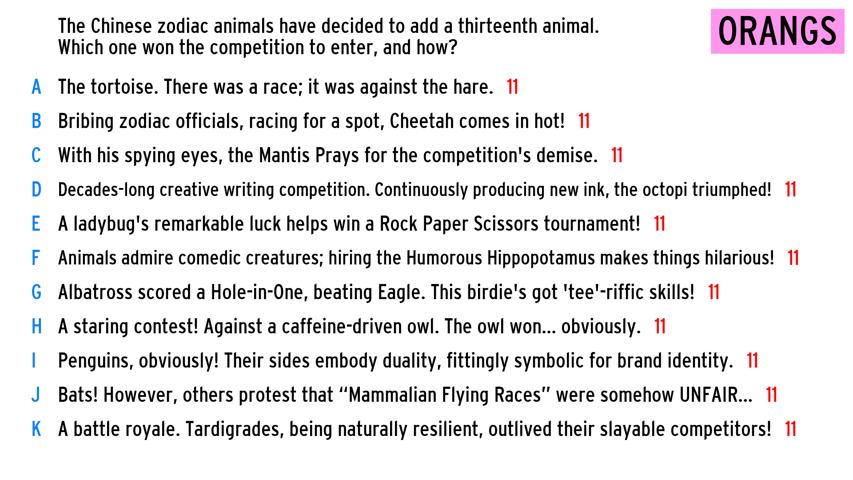 The Chinese zodiac animals have decided to add a thirteenth animal.
Which one won the competition to enter, and how?
ORANGS
A The tortoise. There was a race; it was against the hare. 11
B Bribing zodiac officials, racing for a spot, Cheetah comes in hot! 11
C With his spying eyes, the Mantis Prays for the competition's demise. 11
D Decades-long creative writing competition. Continuously producing new ink, the octopi triumphed! 11
E A ladybug's remarkable luck helps win a Rock Paper Scissors tournament! 11
F Animals admire comedic creatures; hiring the Humorous Hippopotamus makes things hilarious! 11
G Albatross scored a Hole-in-One, beating Eagle. This birdie's got 'tee'-riffic skills! 11
H A staring contest! Against a caffeine-driven owl. The owl won... obviously. 11
I Penguins, obviously! Their sides embody duality, fittingly symbolic for brand identity. 11
J Bats! However, others protest that “Mammalian Flying Races” were somehow UNFAIR... 11
K A battle royale. Tardigrades, being naturally resilient, outlived their slayable competitors! 11